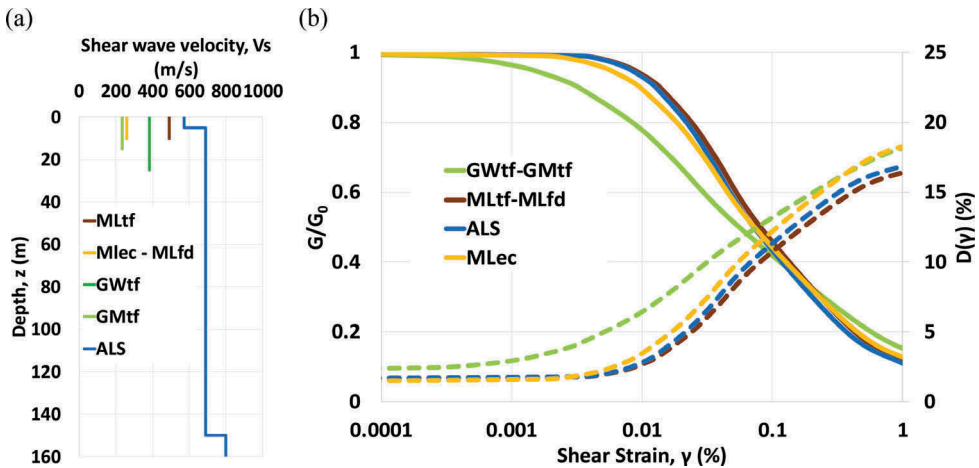 (a)
Shear wave velocity, Vs
(m/s)
0 200 400 600 800 1000
0
20
40
60
80
100
120
140
160
Depth, z (m)
MLtf
Mlec - MLfd
GWtf
GMtf
ALS
(b)
1
0.8
0.6
0.4
0.2
0
G/G0
GWtf-GMtf
MLtf-MLfd
ALS
MLec
25
20
15
10
5
0
D(γ) (%)
0.0001 0.001 0.01 0.1 1
Shear Strain, γ (%)